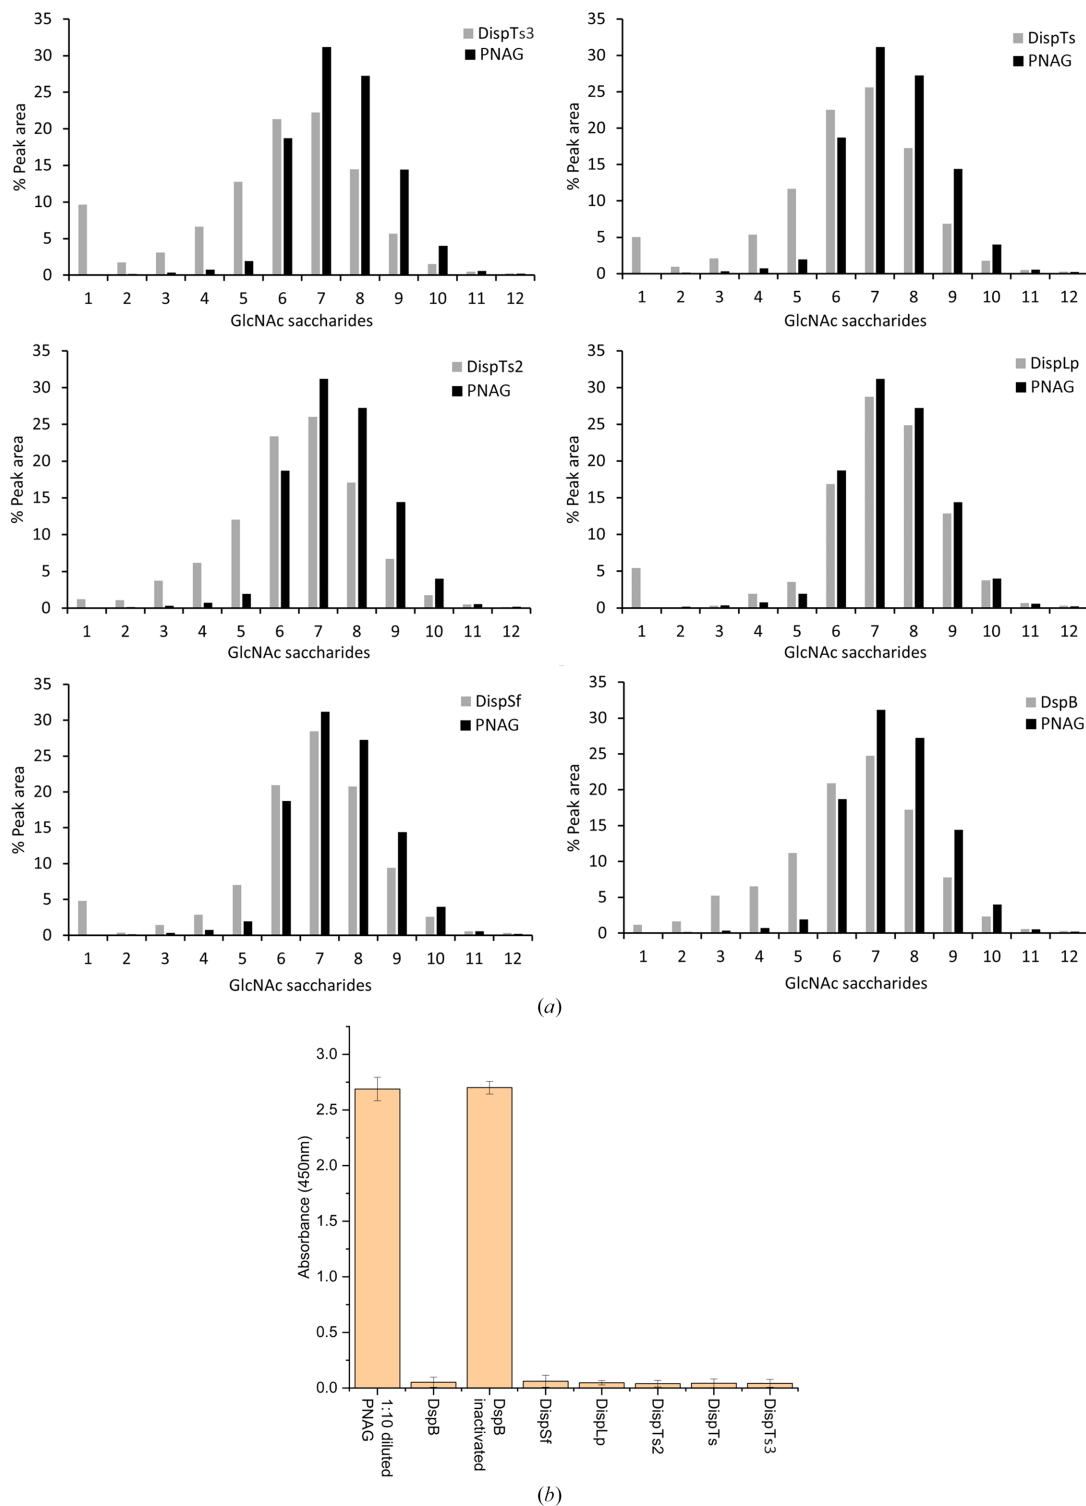 35
30
25
20
15
10
5
0
% Peak area
DispTs3
PNAG
1 2 3 4 5 6 7 8 9 10 11 12
GlcNAc saccharides
35
30
25
20
15
10
5
0
% Peak area
DispTs
PNAG
1 2 3 4 5 6 7 8 9 10 11 12
GlcNAc saccharides
35
30
25
20
15
10
5
0
% Peak area
DispTs2
PNAG
1 2 3 4 5 6 7 8 9 10 11 12
GlcNAc saccharides
35
30
25
20
15
10
5
0
% Peak area
DispLp
PNAG
1 2 3 4 5 6 7 8 9 10 11 12
GlcNAc saccharides
35
30
25
20
15
10
5
0
% Peak area
DispSf
PNAG
1 2 3 4 5 6 7 8 9 10 11 12
GlcNAc saccharides
35
30
25
20
15
10
5
0
% Peak area
DspB
PNAG
1 2 3 4 5 6 7 8 9 10 11 12
GlcNAc saccharides
(a)
3.0
2.5
2.0
1.5
1.0
0.5
0.0
Absorbance (450nm)
1:10 diluted
PNAG
DspB
DspB
inactivated
DispSf
DispLp
DispTs2
DispTs
DispTs3
(b)